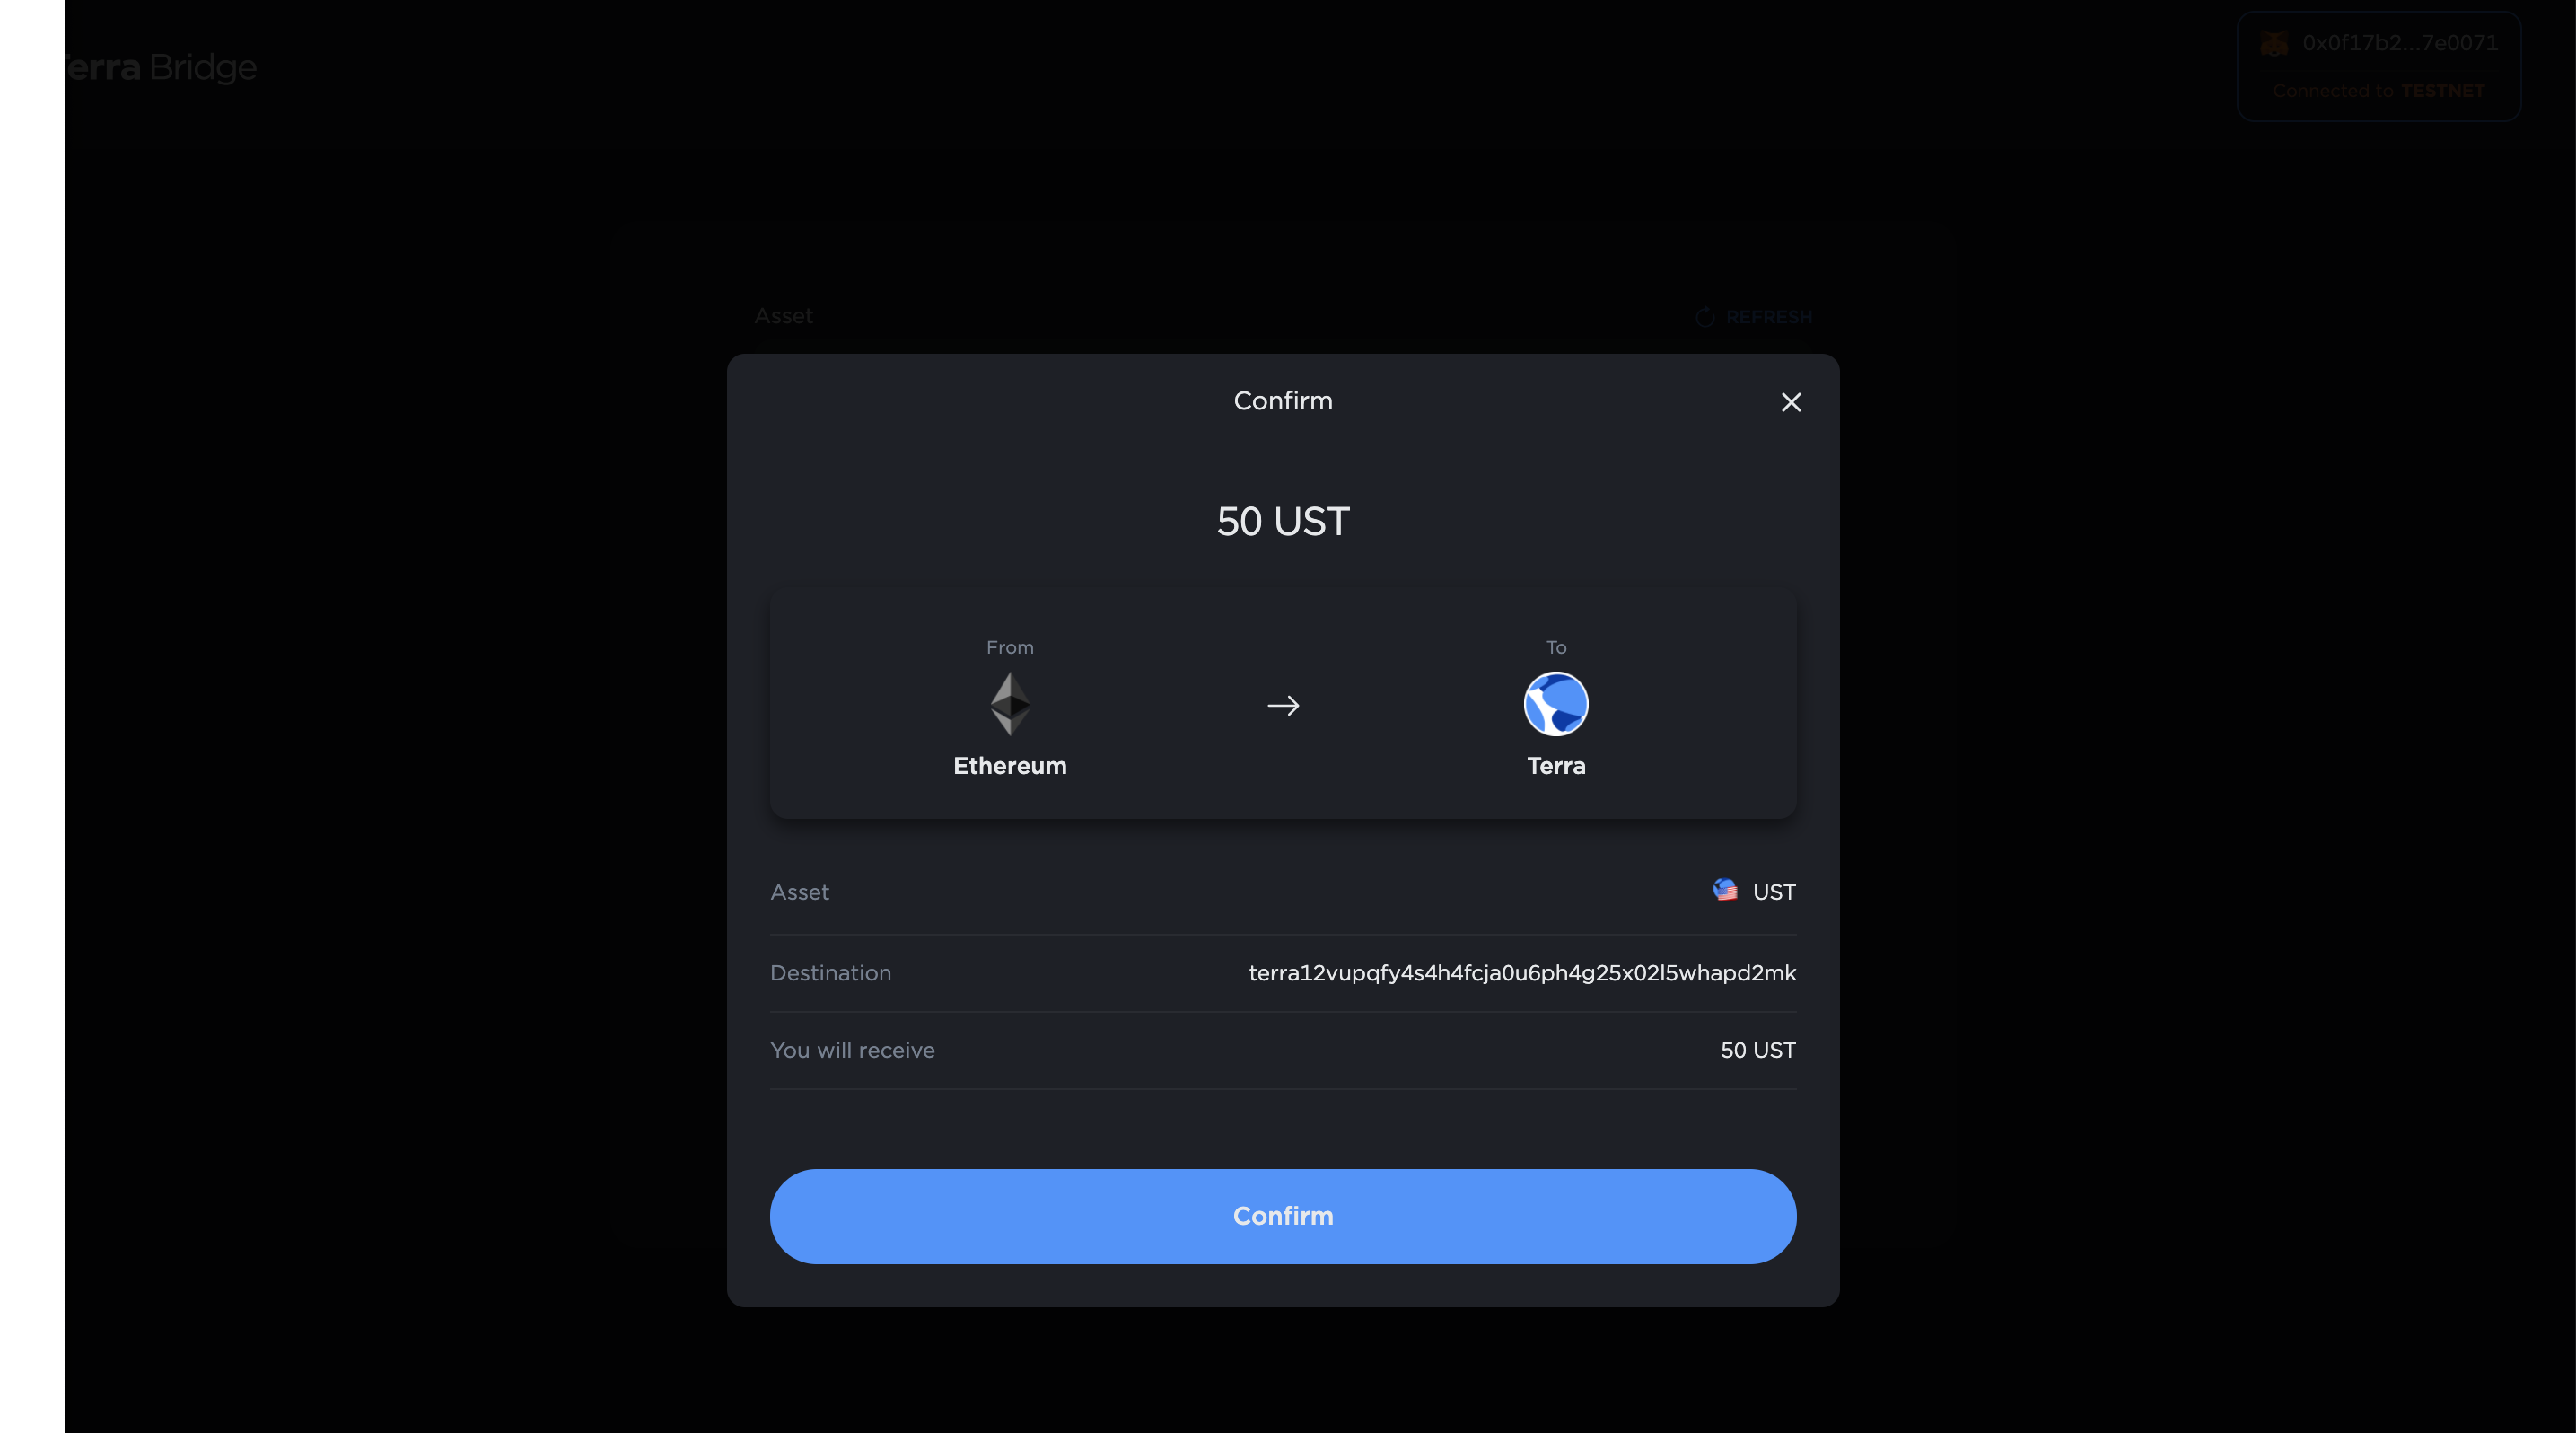 erra Bridge
0x0f17b2...7e0071
Connected to TESTNET
Asset
REFRESH
Confirm
50 UST
From
To
Ethereum
Terra
Asset
UST
Destination
terra12vupqfy4s4h4fcja0u6ph4g25x02l5whapd2mk
You will receive
50 UST
Confirm